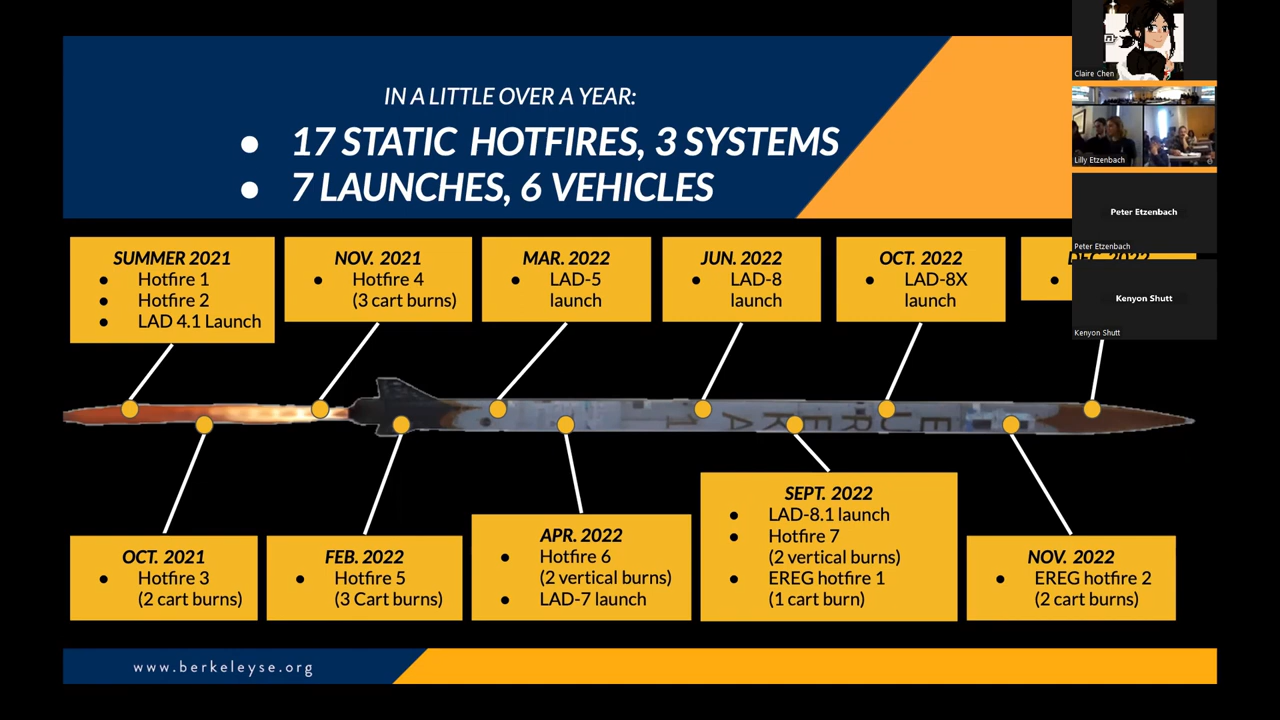 IN A LITTLE OVER A YEAR:
● 17 STATIC HOTFIRES, 3 SYSTEMS
● 7 LAUNCHES, 6 VEHICLES
SUMMER 2021
● Hotfire 1
● Hotfire 2
● LAD 4.1 Launch
NOV. 2021
● Hotfire 4
(3 cart burns)
MAR. 2022
● LAD-5
launch
JUN. 2022
● LAD-8
launch
OCT. 2022
● LAD-8X
launch
DEC. 2022
●
EUREKA 1
OCT. 2021
● Hotfire 3
(2 cart burns)
FEB. 2022
● Hotfire 5
(3 Cart burns)
APR. 2022
● Hotfire 6
(2 vertical burns)
● LAD-7 launch
SEPT. 2022
● LAD-8.1 launch
● Hotfire 7
(2 vertical burns)
● EREG hotfire 1
(1 cart burn)
NOV. 2022
● EREG hotfire 2
(2 cart burns)
www.berkeleyse.org
Claire Chen
Lilly Etzenbach
Peter Etzenbach
Peter Etzenbach
Kenyon Shutt
Kenyon Shutt